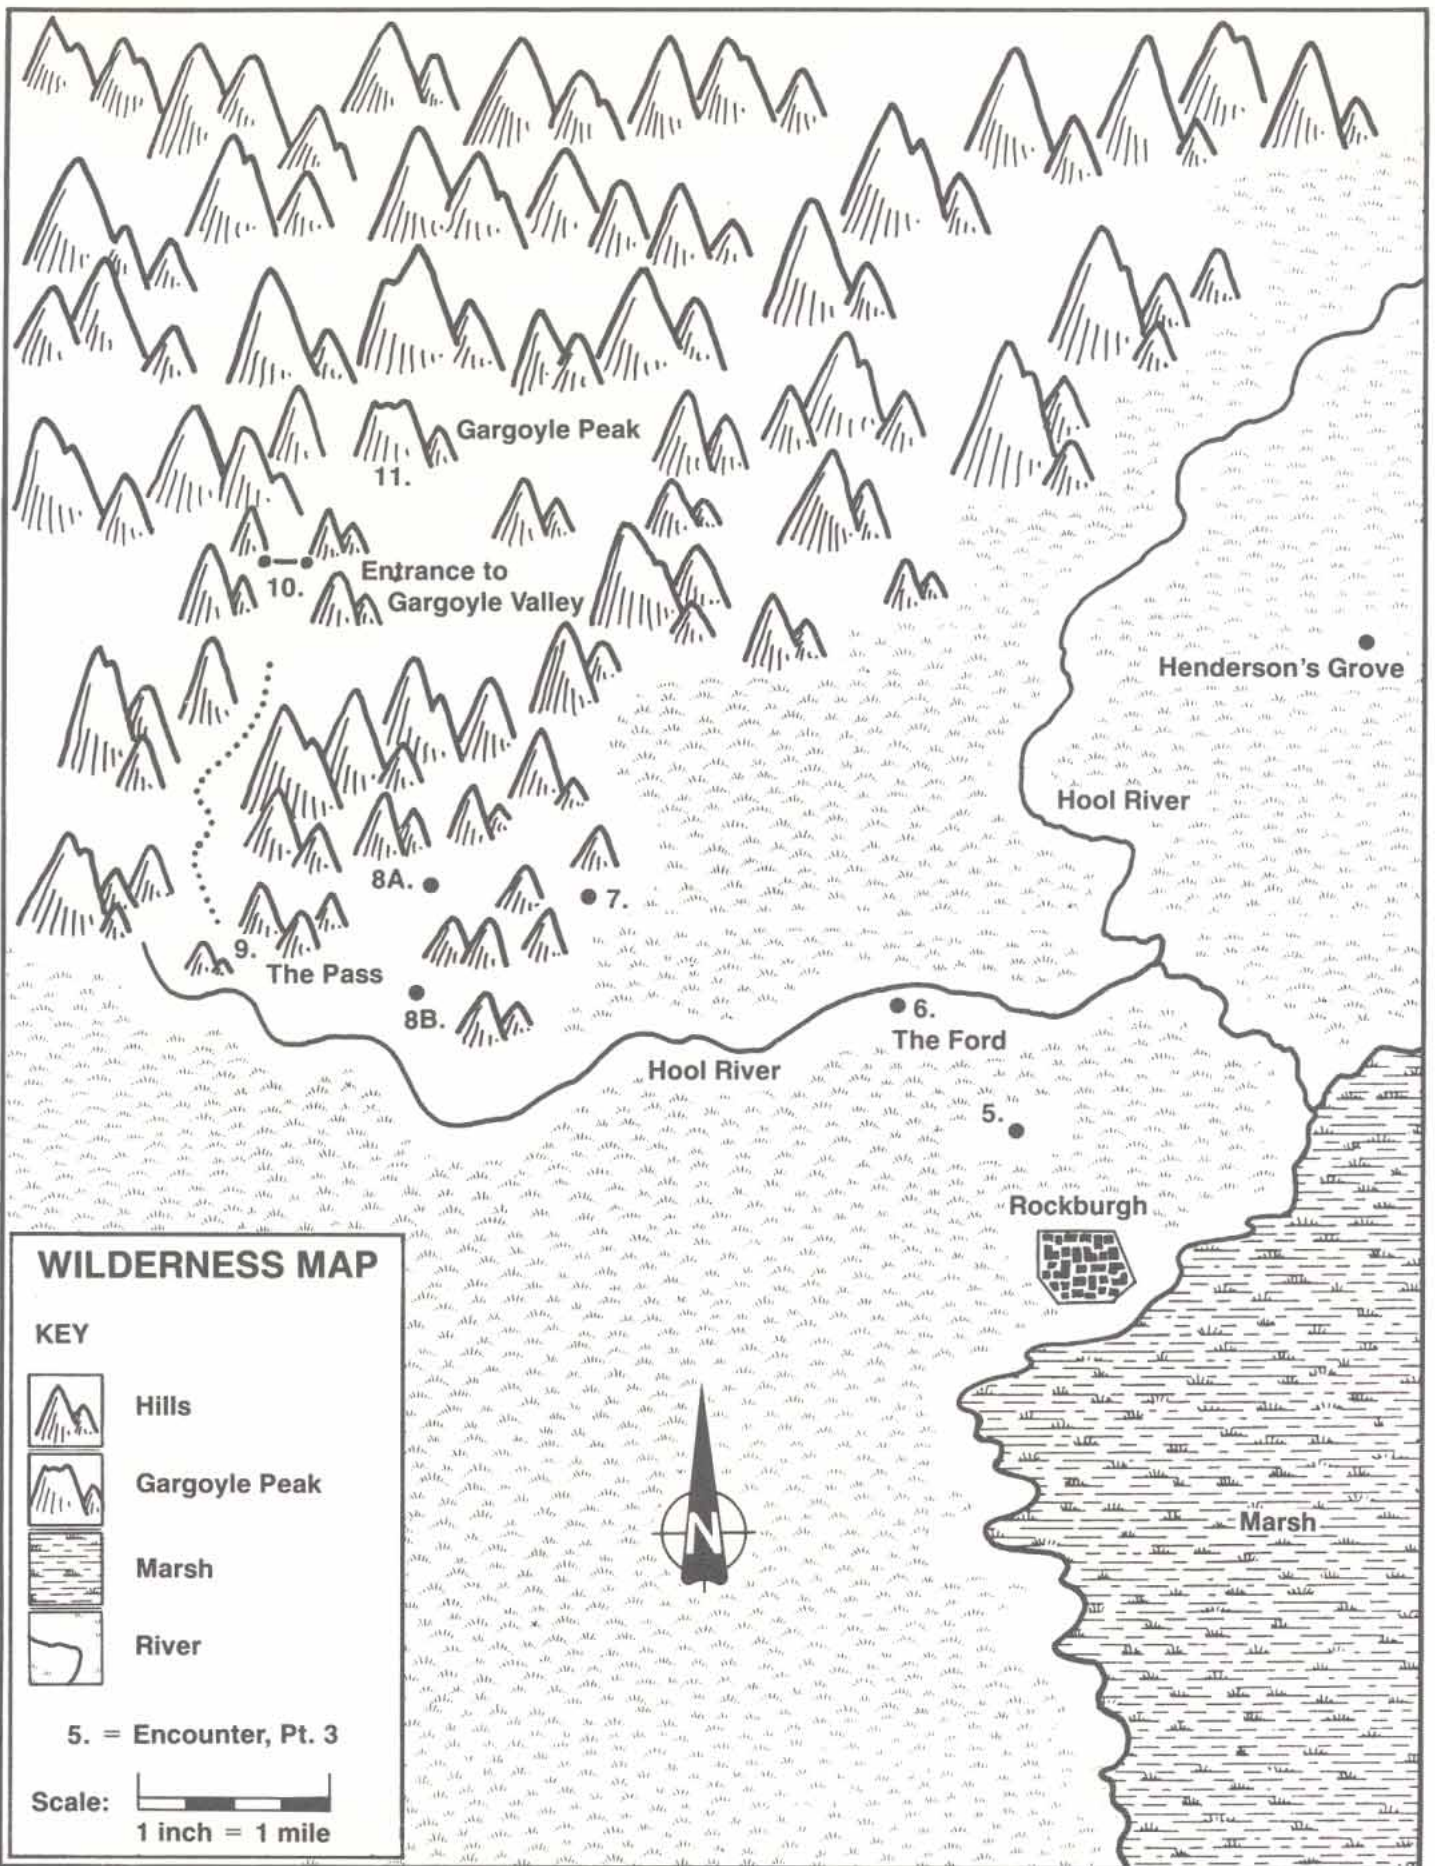 Gargoyle Peak
11.
10.
Entrance to
Gargoyle Valley
Henderson's Grove
Hool River
8A.
7.
9.
The Pass
8B.
6.
The Ford
Hool River
5.
Rockburgh
WILDERNESS MAP
KEY
Hills
Gargoyle Peak
Marsh
River
5. = Encounter, Pt. 3
Scale:
1 inch = 1 mile
N
Marsh